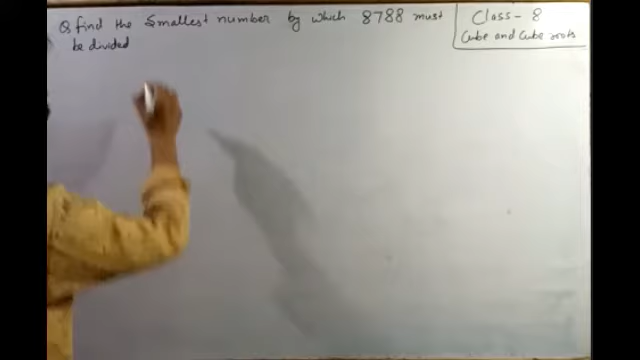 Q find the Smallest number by which 8788 must
be divided
Class - 8
Cube and Cube roots